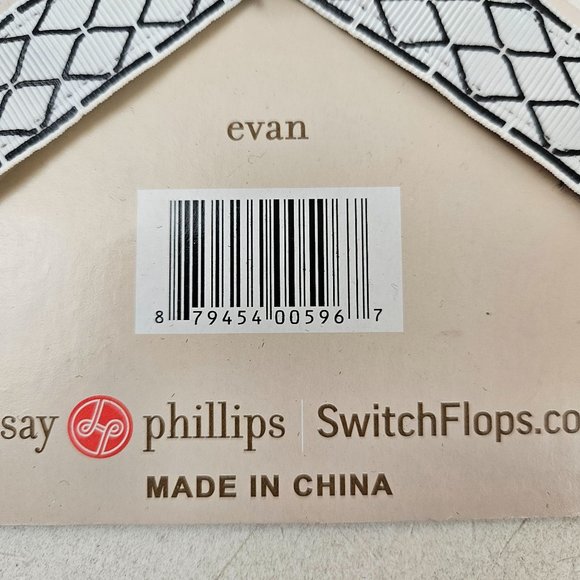 evan
8 79454 00596 7
say phillips SwitchFlops.co
MADE IN CHINA